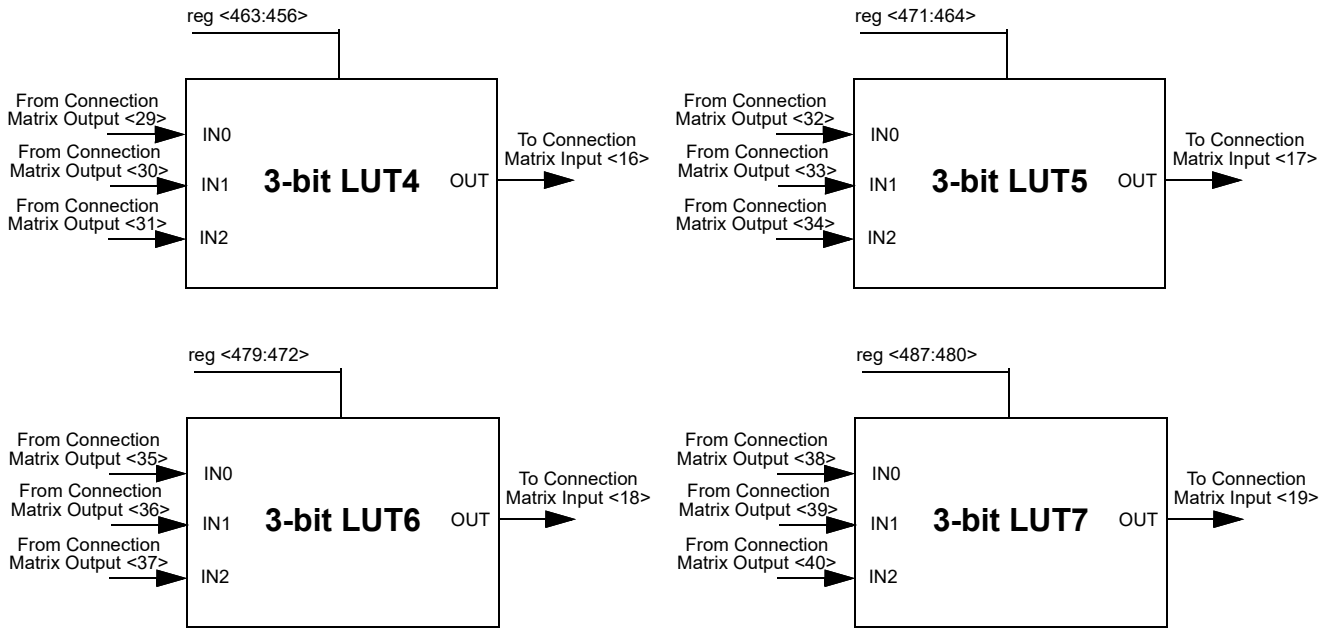 reg <463:456>
From Connection
Matrix Output <29>
IN0
From Connection
Matrix Output <30>
IN1
From Connection
Matrix Output <31>
IN2
3-bit LUT4
OUT
To Connection
Matrix Input <16>
reg <471:464>
From Connection
Matrix Output <32>
IN0
From Connection
Matrix Output <33>
IN1
From Connection
Matrix Output <34>
IN2
3-bit LUT5
OUT
To Connection
Matrix Input <17>
reg <479:472>
From Connection
Matrix Output <35>
IN0
From Connection
Matrix Output <36>
IN1
From Connection
Matrix Output <37>
IN2
3-bit LUT6
OUT
To Connection
Matrix Input <18>
reg <487:480>
From Connection
Matrix Output <38>
IN0
From Connection
Matrix Output <39>
IN1
From Connection
Matrix Output <40>
IN2
3-bit LUT7
OUT
To Connection
Matrix Input <19>